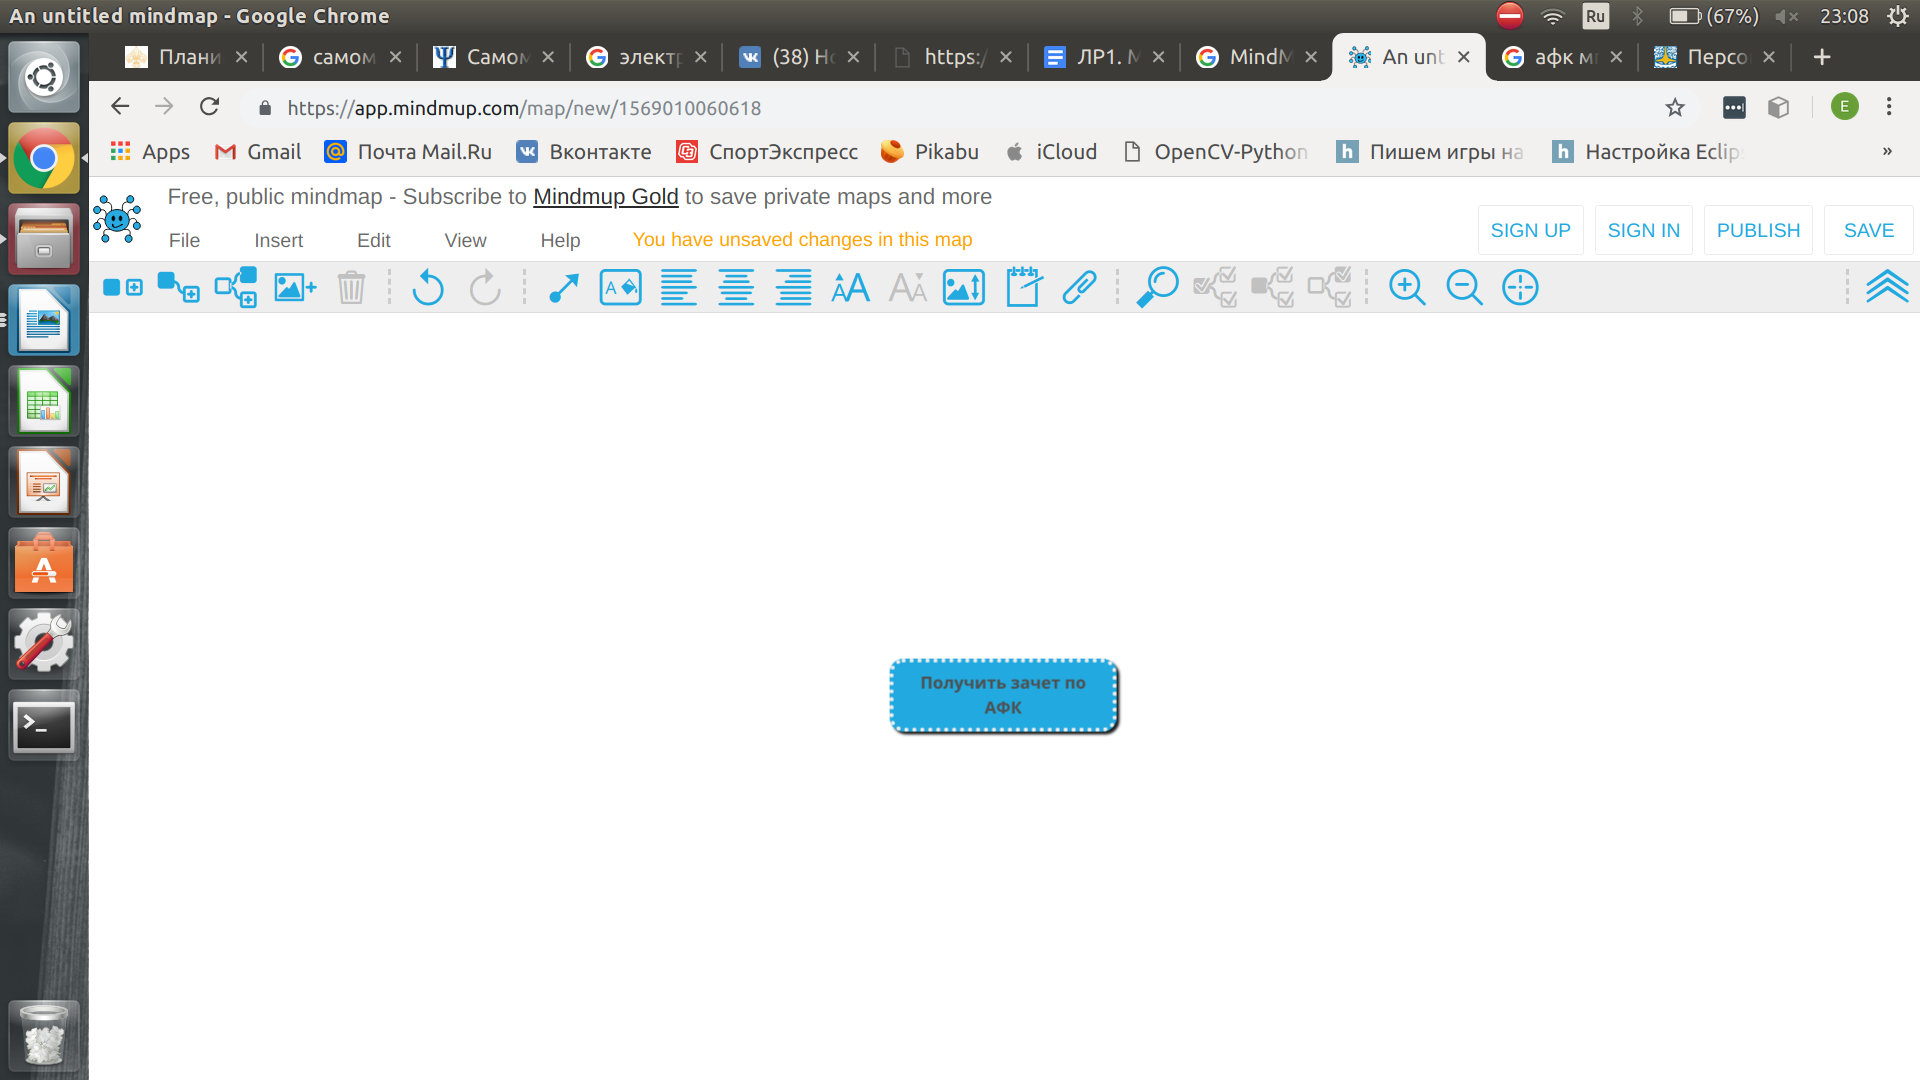 An untitled mindmap - Google Chrome
Ru (67%) 23:08
Плани самом Само электр (38) Но https:/ ЛР1. М MindM An unt афк м Персо
https://app.mindmup.com/map/new/1569010060618 E
Apps Gmail Почта Mail.Ru Вконтакте СпортЭкспресс Pikabu iCloud OpenCV-Python Пишем игры на Настройка Eclip »
Free, public mindmap - Subscribe to Mindmup Gold to save private maps and more
File Insert Edit View Help You have unsaved changes in this map
SIGN UP SIGN IN PUBLISH SAVE
Получить зачет по
АФК